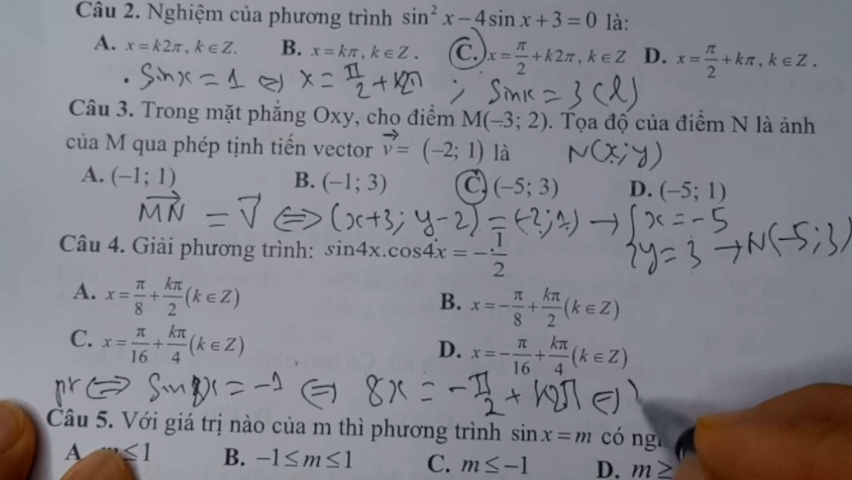 Câu 2. Nghiệm của phương trình sin² x − 4 sin x + 3 = 0 là:
A. x = k2π, k ∈ Z. B. x = kπ, k ∈ Z. C. x = π/2 + k2π, k ∈ Z D. x = π/2 + kπ, k ∈ Z.
. Sinx = 1 ⇔ x = π/2 + k2π ; Sinx = 3 (l)
Câu 3. Trong mặt phẳng Oxy, cho điểm M(–3; 2). Tọa độ của điểm N là ảnh
của M qua phép tịnh tiến vector v⃗ = (–2; 1) là N(x; y)
A. (–1; 1) B. (–1; 3) C. (–5; 3) D. (–5; 1)
MN⃗ = v⃗ ⇔ (x+3; y−2) = (−2; 1) → { x = −5
{ y = 3 → N(−5; 3)
Câu 4. Giải phương trình: sin4x.cos4x = −1/2
A. x = π/8 + kπ/2 (k ∈ Z) B. x = −π/8 + kπ/2 (k ∈ Z)
C. x = π/16 + kπ/4 (k ∈ Z) D. x = −π/16 + kπ/4 (k ∈ Z)
pr ⇔ Sin8x = −1 ⇔ 8x = −π/2 + k2π ⇔
Câu 5. Với giá trị nào của m thì phương trình sin x = m có
A ≤ 1 B. −1 ≤ m ≤ 1 C. m ≤ −1 D. m ≥